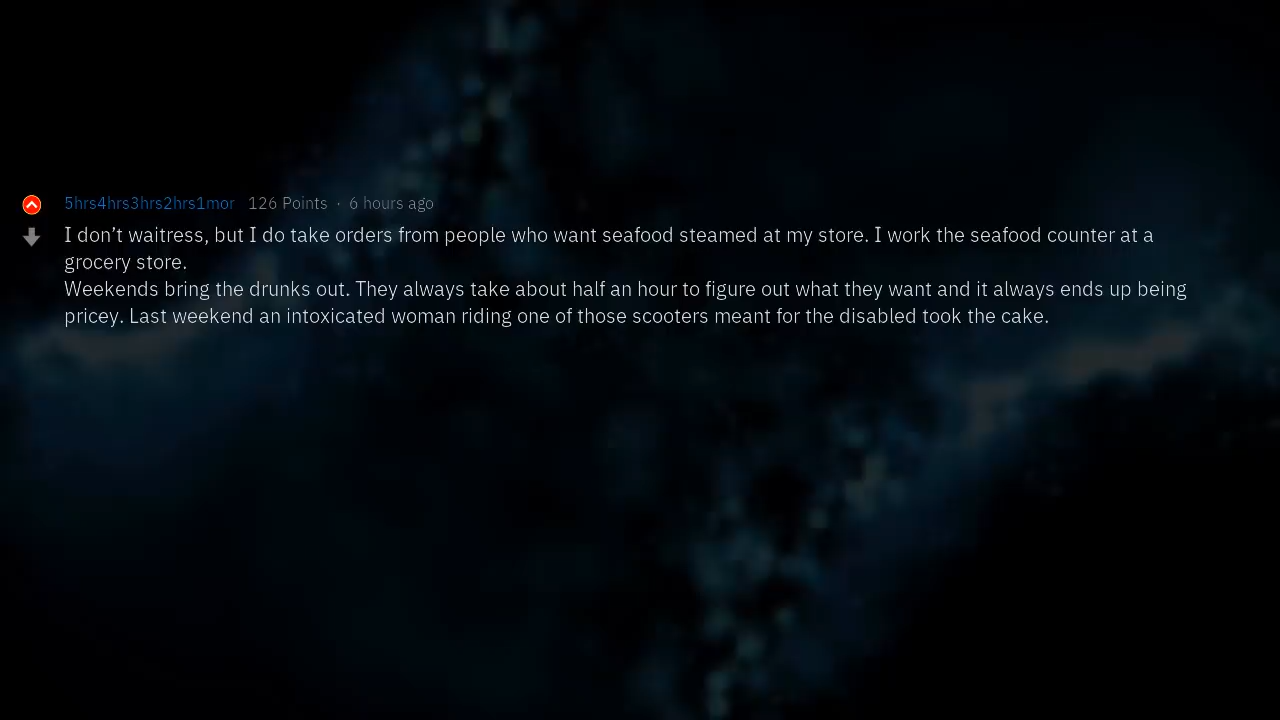 5hrs4hrs3hrs2hrs1mor 126 Points · 6 hours ago
I don’t waitress, but I do take orders from people who want seafood steamed at my store. I work the seafood counter at a
grocery store.
Weekends bring the drunks out. They always take about half an hour to figure out what they want and it always ends up being
pricey. Last weekend an intoxicated woman riding one of those scooters meant for the disabled took the cake.